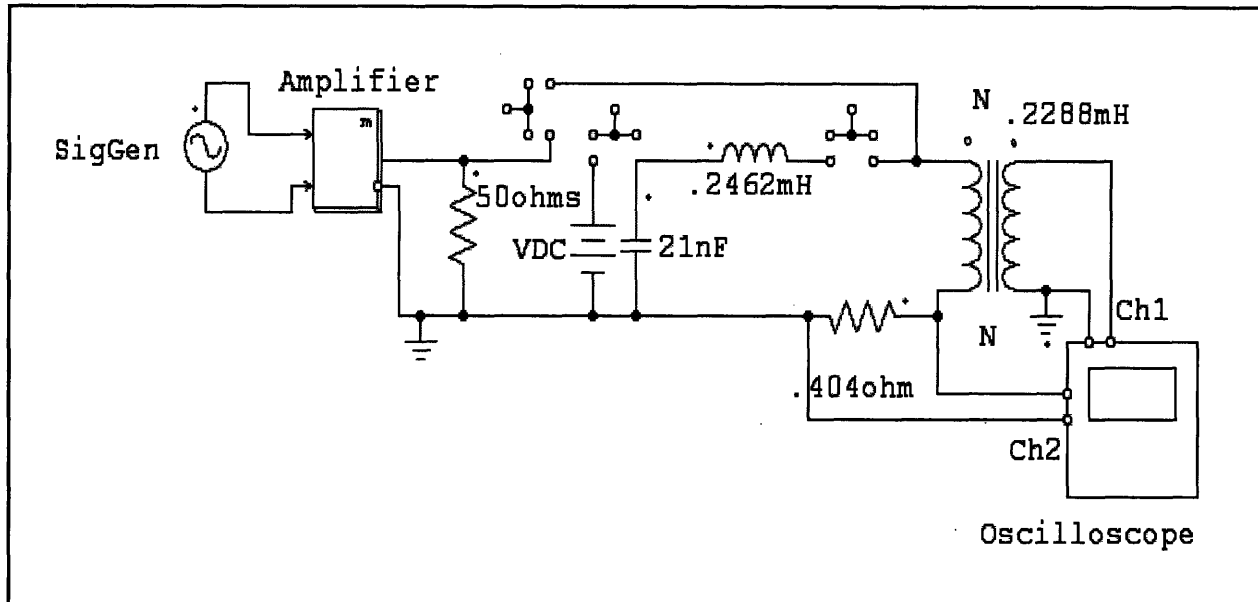 Amplifier
m
N
.2288mH
SigGen
50ohms
.2462mH
VDC
21nF
N
Ch1
.404ohm
Ch2
Oscilloscope